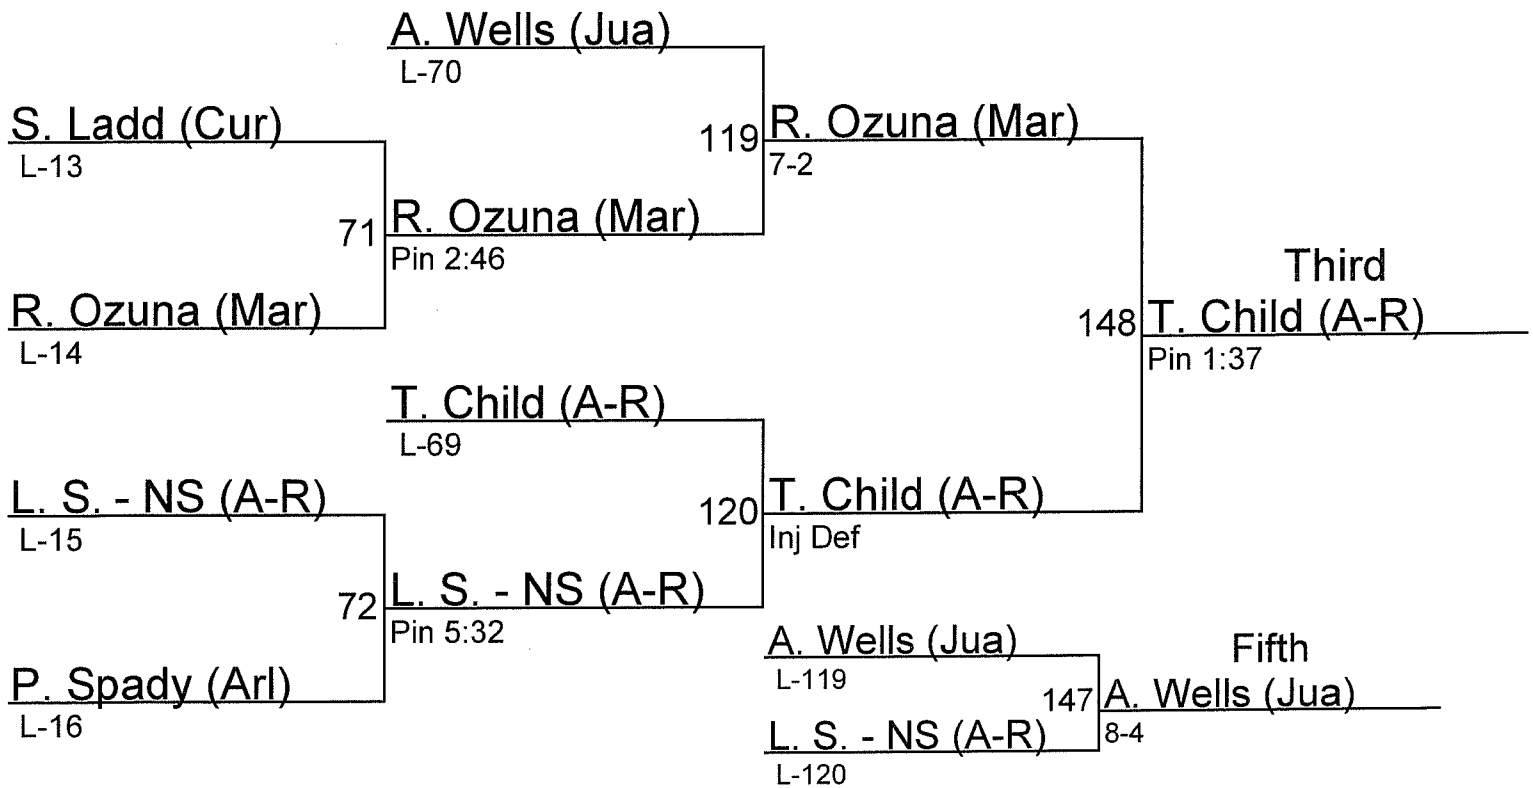 A. Wells (Jua)
L-70
S. Ladd (Cur)
L-13
119 R. Ozuna (Mar)
7-2
71 R. Ozuna (Mar)
Pin 2:46
R. Ozuna (Mar)
L-14
Third
148 T. Child (A-R)
Pin 1:37
T. Child (A-R)
L-69
L. S. - NS (A-R)
L-15
120 T. Child (A-R)
Inj Def
72 L. S. - NS (A-R)
Pin 5:32
P. Spady (Arl)
L-16
A. Wells (Jua)
L-119
Fifth
147 A. Wells (Jua)
8-4
L. S. - NS (A-R)
L-120